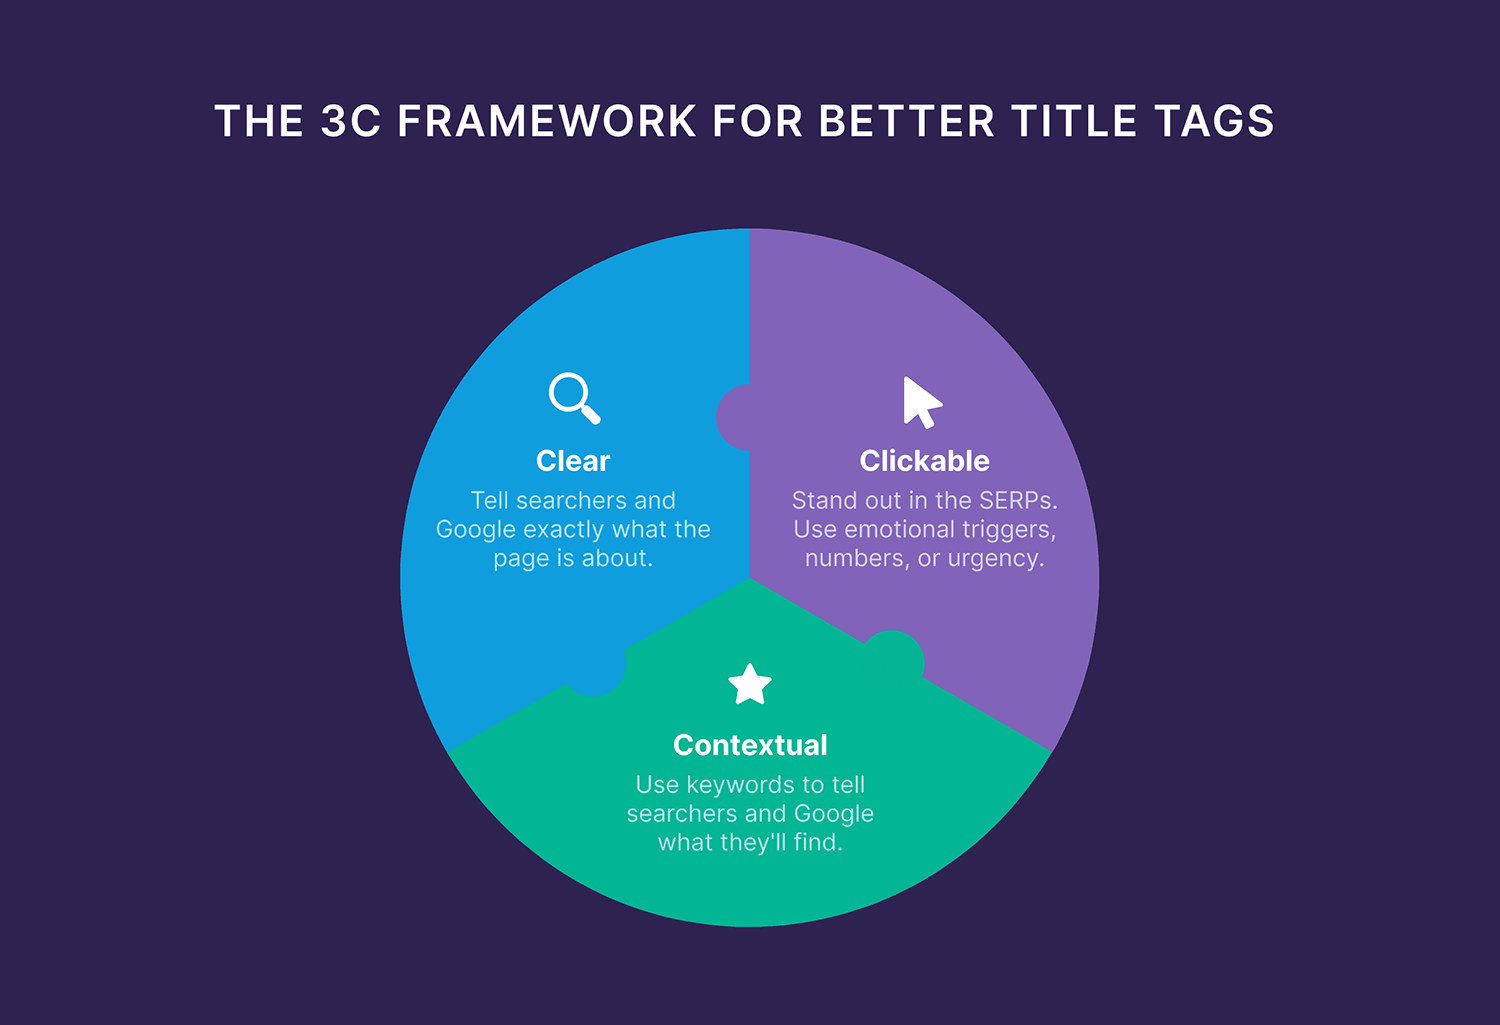 THE 3C FRAMEWORK FOR BETTER TITLE TAGS
Clear
Tell searchers and
Google exactly what the
page is about.
Clickable
Stand out in the SERPs.
Use emotional triggers,
numbers, or urgency.
Contextual
Use keywords to tell
searchers and Google
what they'll find.